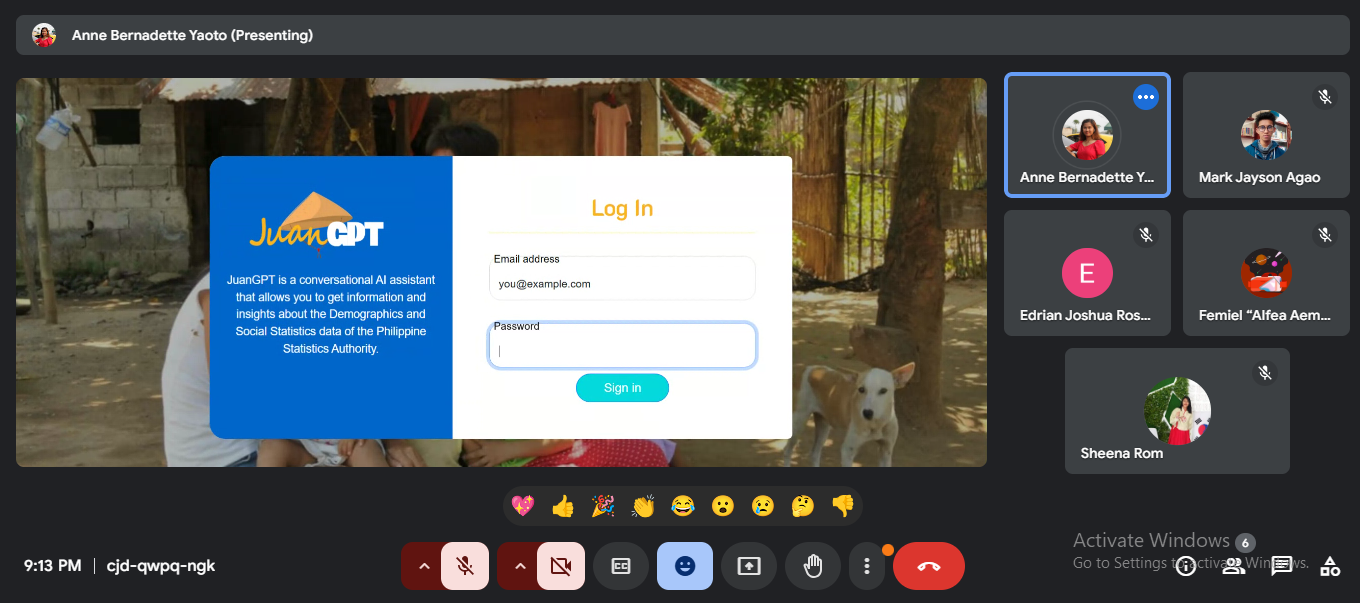 Anne Bernadette Yaoto (Presenting)
JuanGPT
JuanGPT is a conversational AI assistant
that allows you to get information and
insights about the Demographics and
Social Statistics data of the Philippine
Statistics Authority.
Log In
Email address
you@example.com
Password
Sign in
Anne Bernadette Y...
Mark Jayson Agao
E
Edrian Joshua Ros...
Femiel “Alfea Aem...
Sheena Rom
9:13 PM
cjd-qwpq-ngk
CC
Activate Windows
6
Go to Settings to activate Windows.